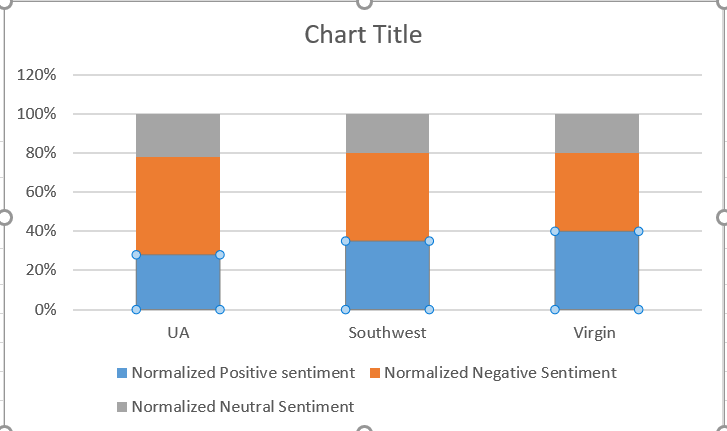 Chart Title
120%
100%
80%
60%
40%
20%
0%
UA Southwest Virgin
Normalized Positive sentiment Normalized Negative Sentiment
Normalized Neutral Sentiment